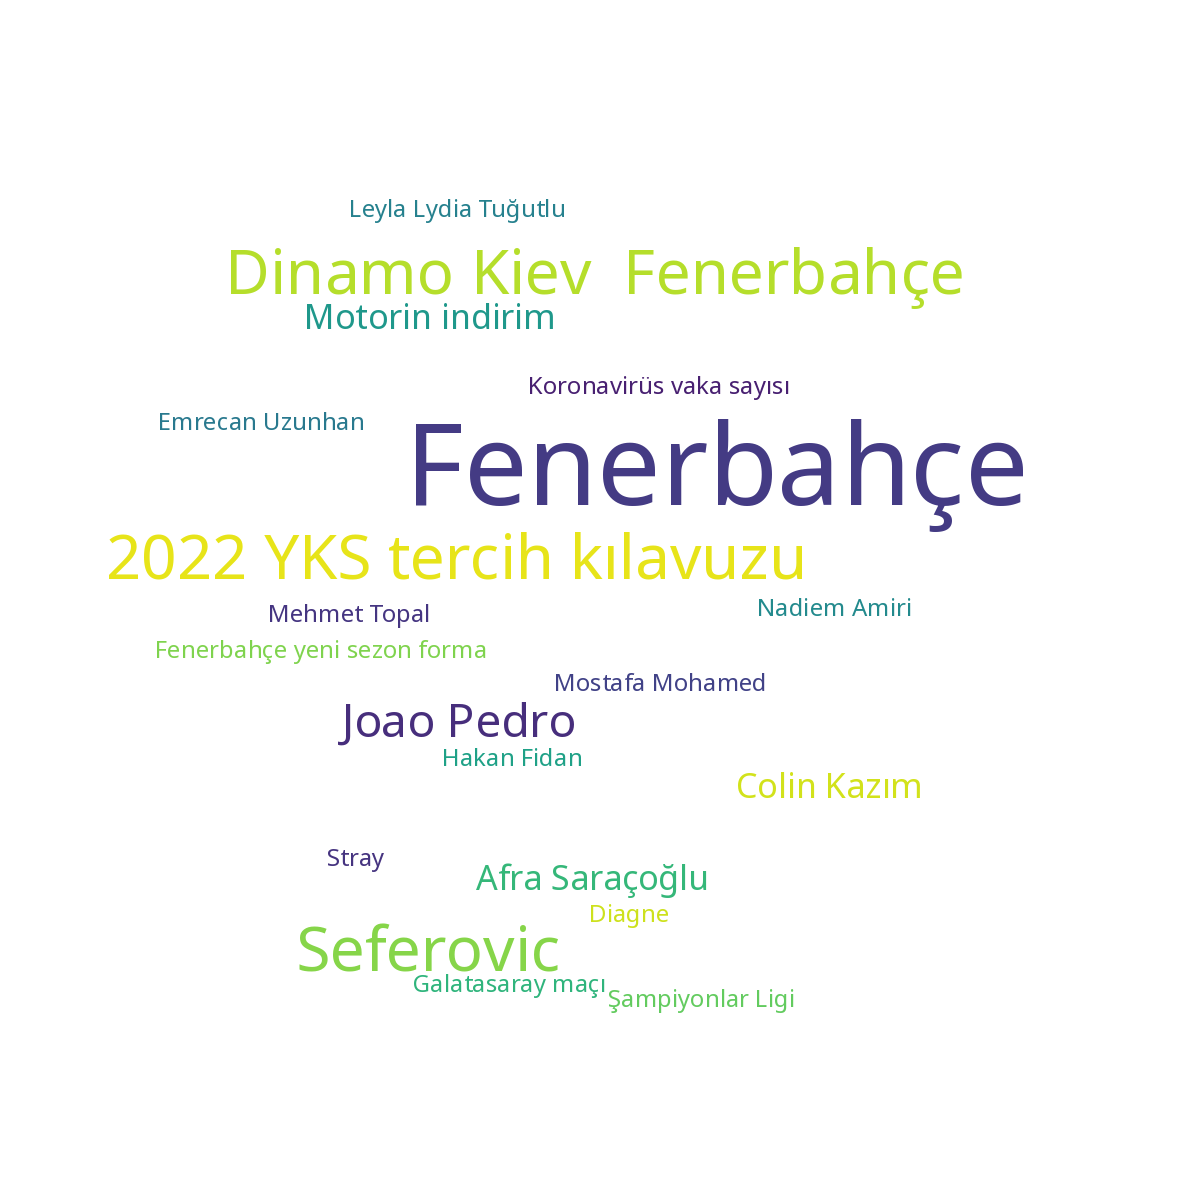 Leyla Lydia Tuğutlu
Dinamo Kiev  Fenerbahçe
Motorin indirim
Koronavirüs vaka sayısı
Emrecan Uzunhan
Fenerbahçe
2022 YKS tercih kılavuzu
Nadiem Amiri
Mehmet Topal
Fenerbahçe yeni sezon forma
Mostafa Mohamed
Joao Pedro
Hakan Fidan
Colin Kazım
Stray
Afra Saraçoğlu
Diagne
Seferovic
Galatasaray maçı
Şampiyonlar Ligi